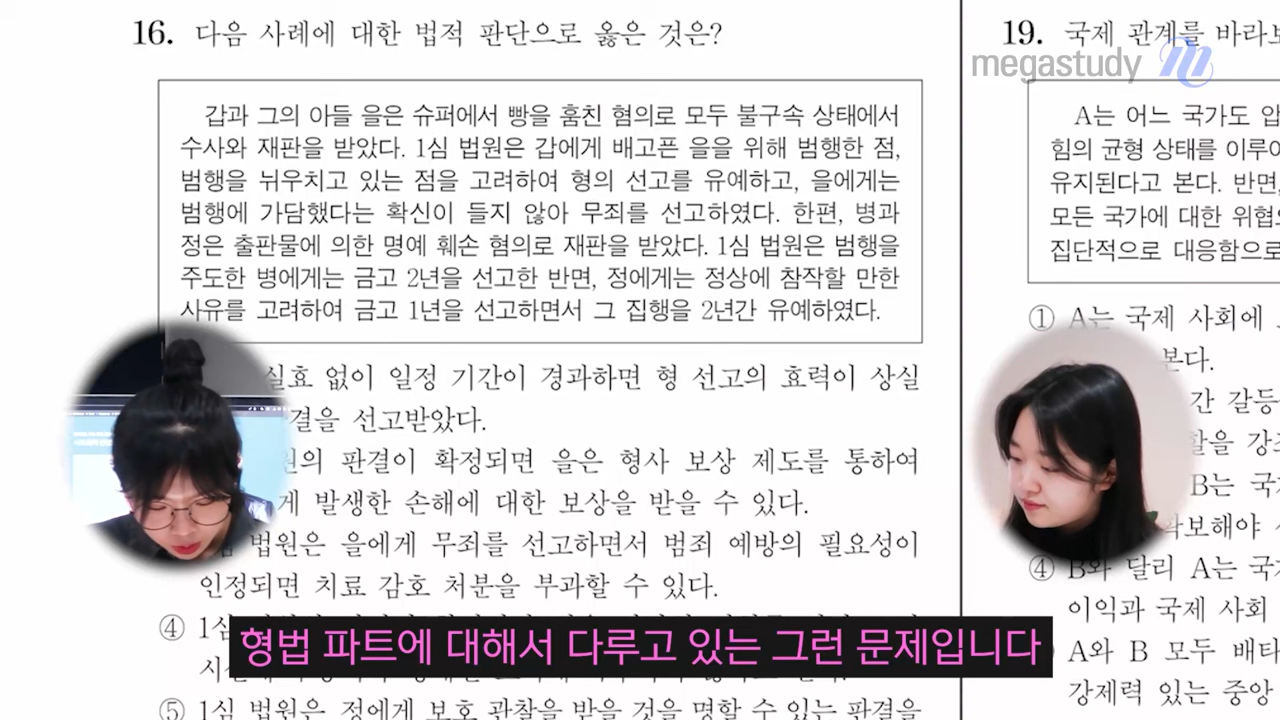 16. 다음 사례에 대한 법적 판단으로 옳은 것은?
갑과 그의 아들 을은 슈퍼에서 빵을 훔친 혐의로 모두 불구속 상태에서
수사와 재판을 받았다. 1심 법원은 갑에게 배고픈 을을 위해 범행한 점,
범행을 뉘우치고 있는 점을 고려하여 형의 선고를 유예하고, 을에게는
범행에 가담했다는 확신이 들지 않아 무죄를 선고하였다. 한편, 병과
정은 출판물에 의한 명예 훼손 혐의로 재판을 받았다. 1심 법원은 범행을
주도한 병에게는 금고 2년을 선고한 반면, 정에게는 정상에 참작할 만한
사유를 고려하여 금고 1년을 선고하면서 그 집행을 2년간 유예하였다.
실효 없이 일정 기간이 경과하면 형 선고의 효력이 상실
결을 선고받았다.
원의 판결이 확정되면 을은 형사 보상 제도를 통하여
게 발생한 손해에 대한 보상을 받을 수 있다.
법원은 을에게 무죄를 선고하면서 범죄 예방의 필요성이
인정되면 치료 감호 처분을 부과할 수 있다.
④ 1심
⑤ 1심 법원은 정에게 보호 관찰을 받을 것을 명할 수 있는 판결을
19. 국제 관계를 바라보
megastudy
A는 어느 국가도 압
힘의 균형 상태를 이루어
유지된다고 본다. 반면,
모든 국가에 대한 위협으
집단적으로 대응함으로
① A는 국제 사회에
본다.
간 갈등
할을 강조
B는 국제
확보해야
④ B와 달리 A는 국제
이익과 국제 사회
A와 B 모두 배타
강제력 있는 중앙
형법 파트에 대해서 다루고 있는 그런 문제입니다